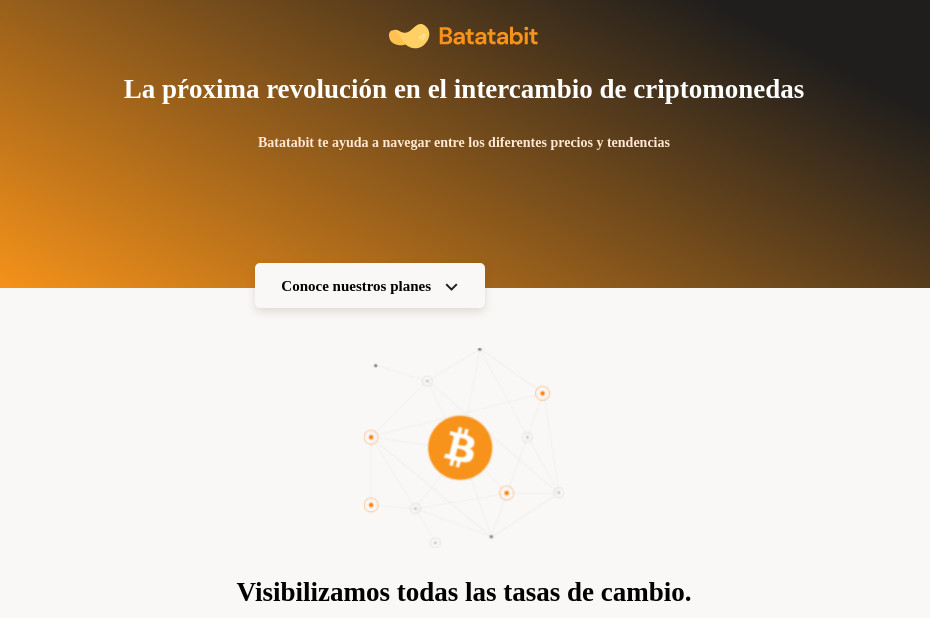 Batatabit
La pŕoxima revolución en el intercambio de criptomonedas
Batatabit te ayuda a navegar entre los diferentes precios y tendencias
Conoce nuestros planes
Visibilizamos todas las tasas de cambio.